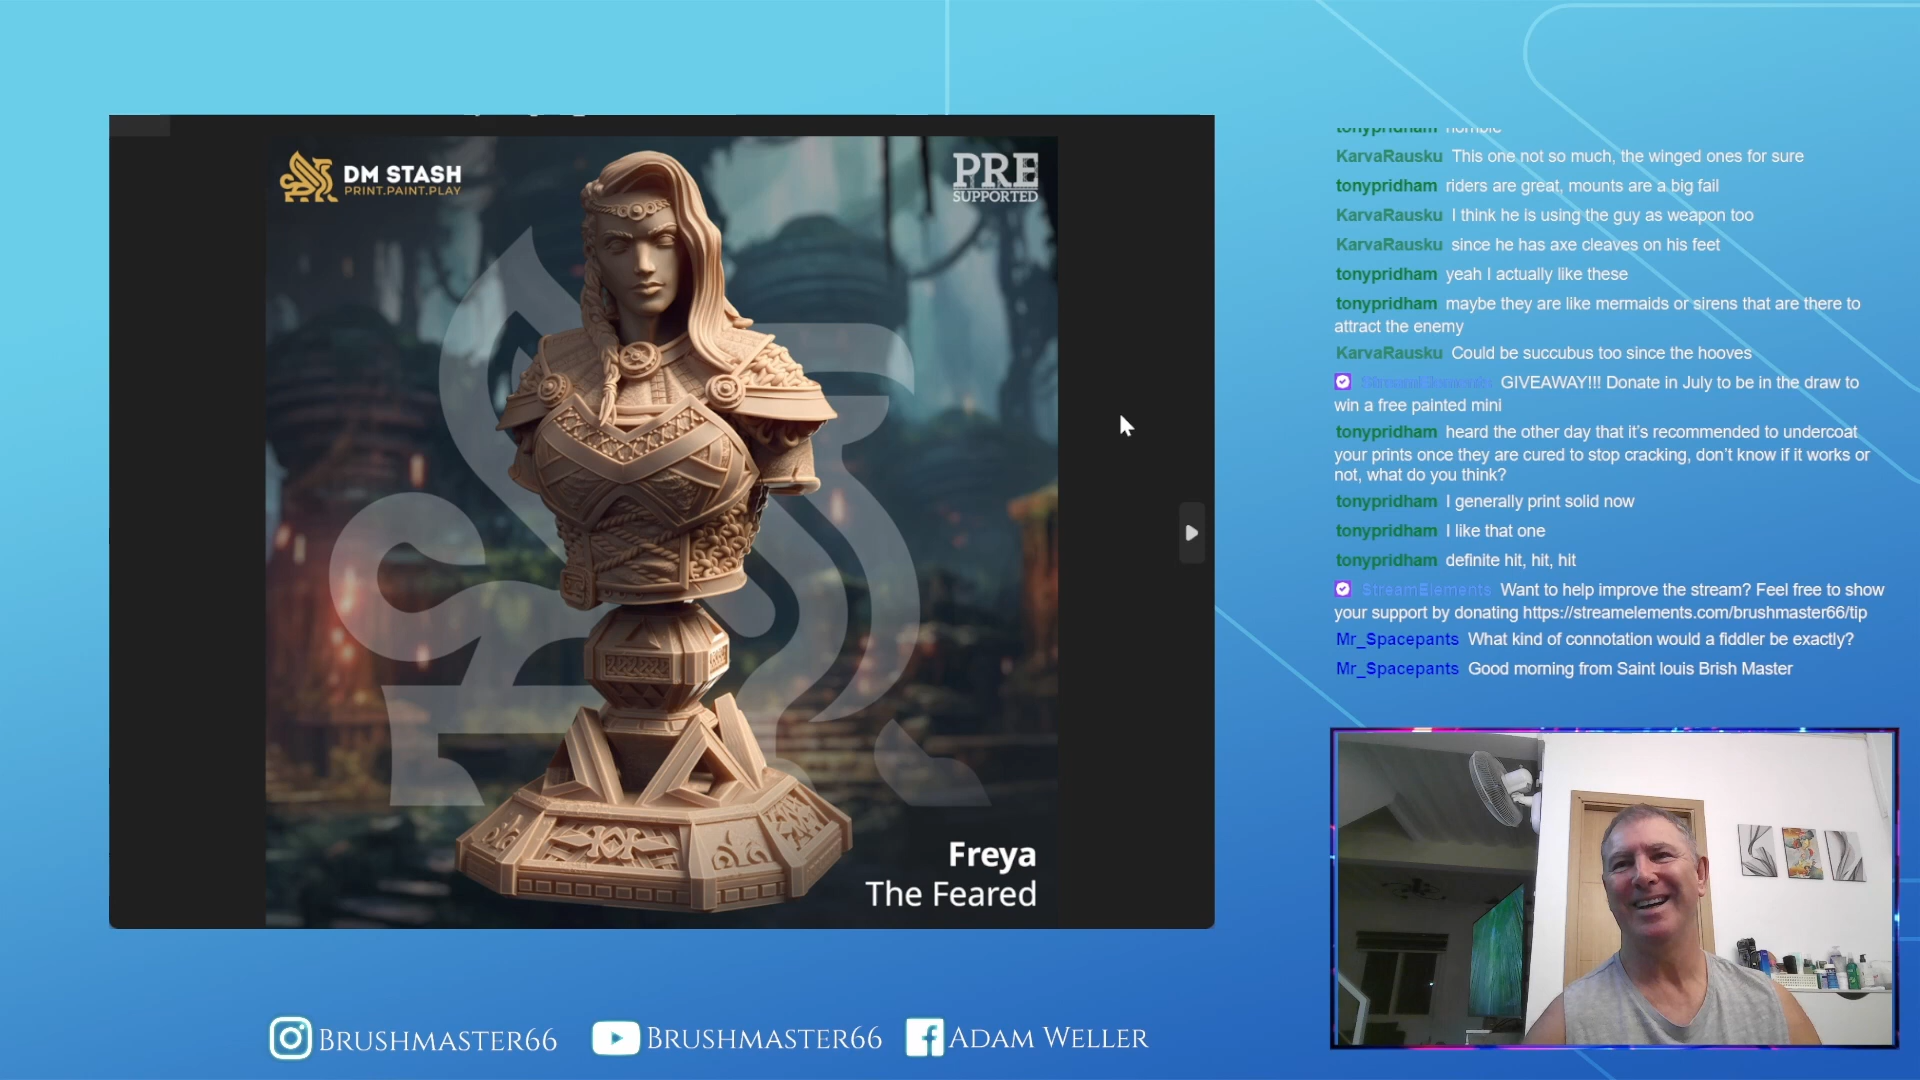 DM STASH
PRINT.PAINT.PLAY
PRE
SUPPORTED
Freya
The Feared
tonypridham horrible
KarvaRausku This one not so much, the winged ones for sure
tonypridham riders are great, mounts are a big fail
KarvaRausku I think he is using the guy as weapon too
KarvaRausku since he has axe cleaves on his feet
tonypridham yeah I actually like these
tonypridham maybe they are like mermaids or sirens that are there to
attract the enemy
KarvaRausku Could be succubus too since the hooves
StreamElements GIVEAWAY!!! Donate in July to be in the draw to
win a free painted mini
tonypridham heard the other day that it's recommended to undercoat
your prints once they are cured to stop cracking, don't know if it works or
not, what do you think?
tonypridham I generally print solid now
tonypridham I like that one
tonypridham definite hit, hit, hit
StreamElements Want to help improve the stream? Feel free to show
your support by donating https://streamelements.com/brushmaster66/tip
Mr_Spacepants What kind of connotation would a fiddler be exactly?
Mr_Spacepants Good morning from Saint louis Brish Master
BRUSHMASTER66
BRUSHMASTER66
ADAM WELLER